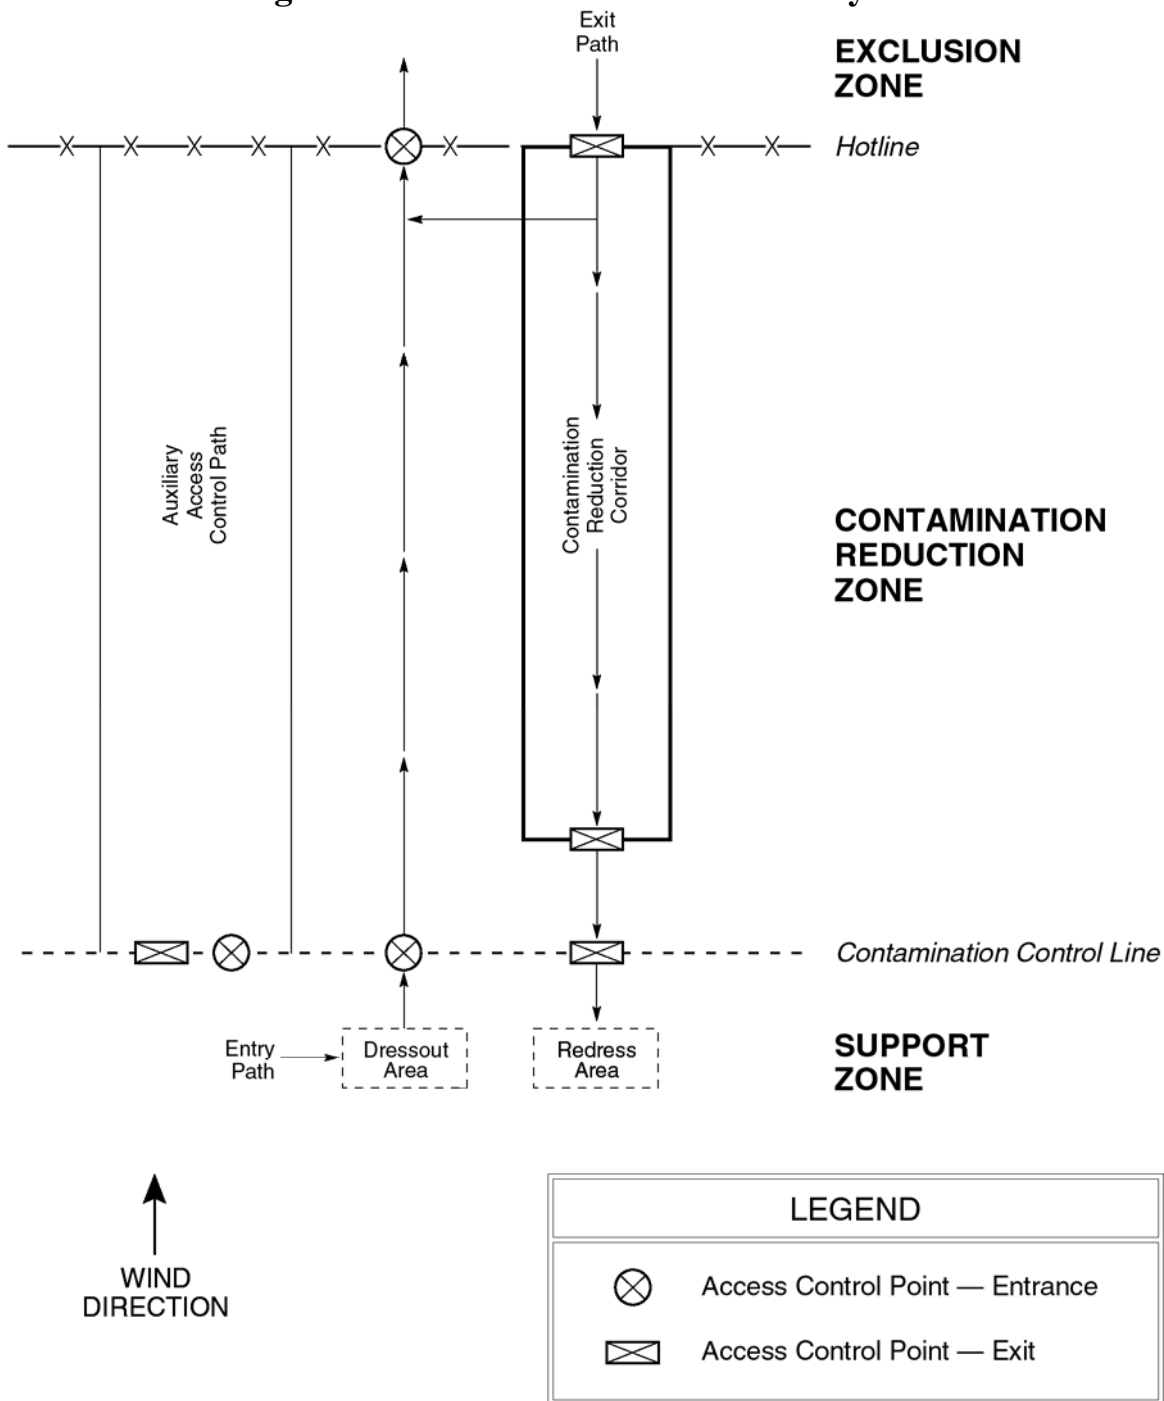 Exit
Path
EXCLUSION
ZONE
Hotline
Auxiliary
Access
Control Path
Contamination
Reduction
Corridor
CONTAMINATION
REDUCTION
ZONE
Contamination Control Line
Entry
Path
Dressout
Area
Redress
Area
SUPPORT
ZONE
WIND
DIRECTION
LEGEND
Access Control Point — Entrance
Access Control Point — Exit